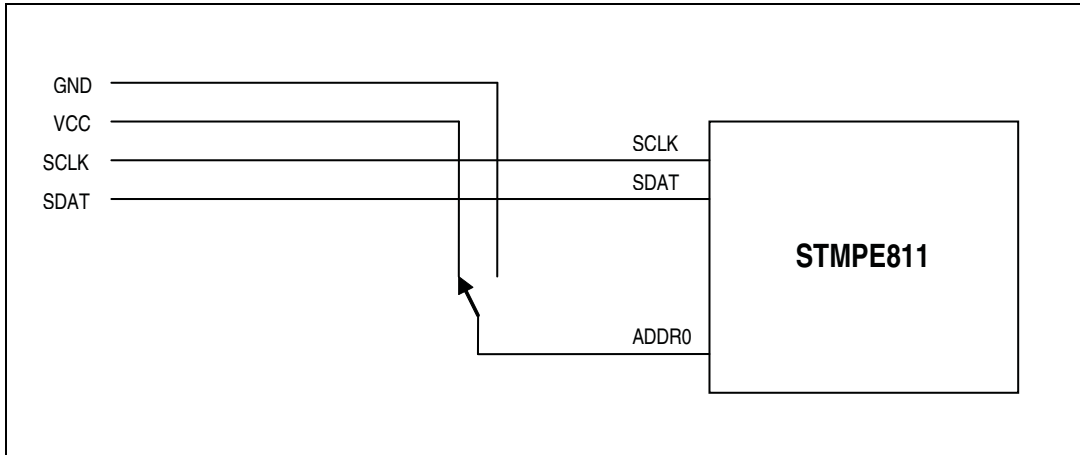 GND
VCC
SCLK
SDAT
SCLK
SDAT
STMPE811
ADDR0